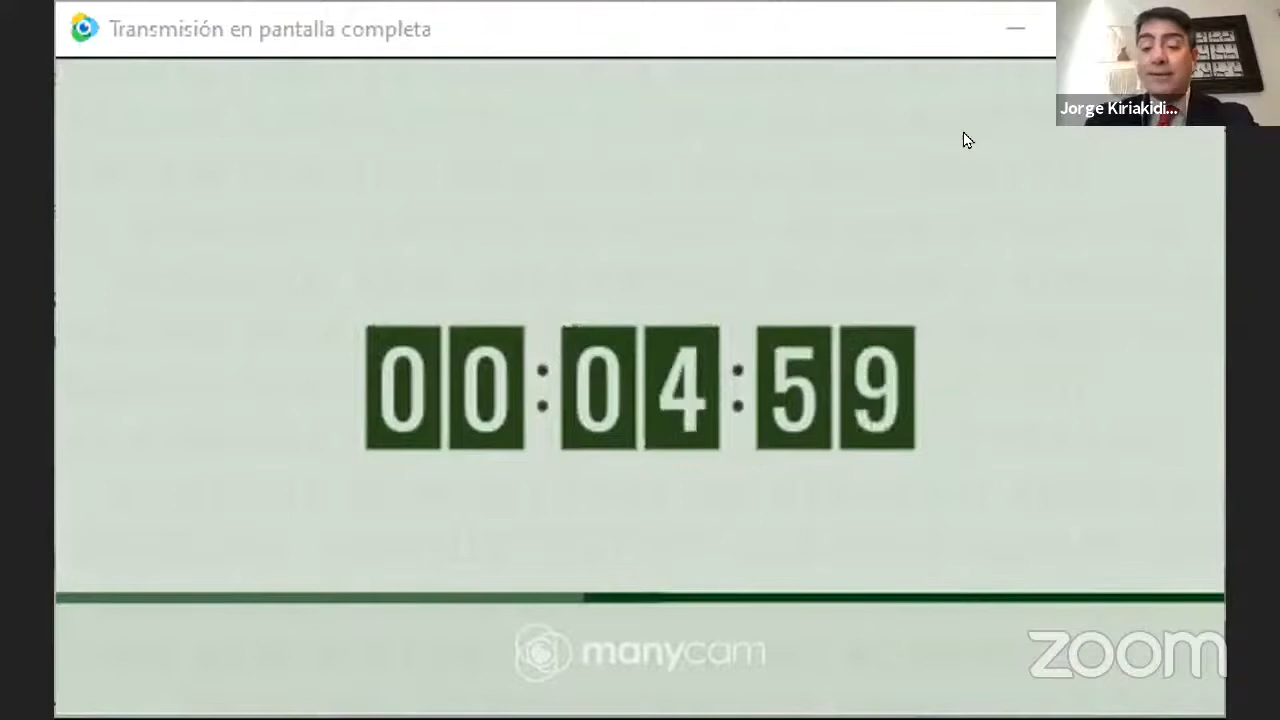 Transmisión en pantalla completa
Jorge Kiriakidi...
00:04:59
manycam
zoom